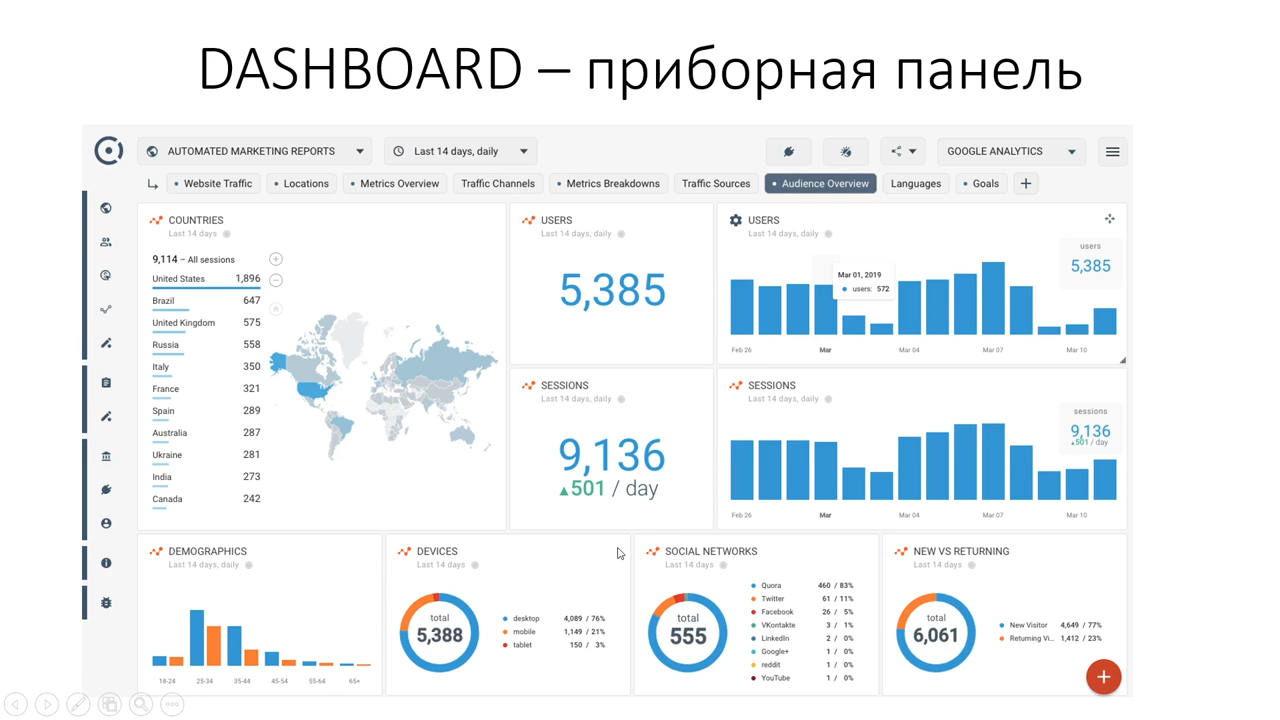 DASHBOARD – приборная панель
AUTOMATED MARKETING REPORTS
Last 14 days, daily
GOOGLE ANALYTICS
Website Traffic
Locations
Metrics Overview
Traffic Channels
Metrics Breakdowns
Traffic Sources
Audience Overview
Languages
Goals
COUNTRIES
Last 14 days
9,114 – All sessions
United States 1,896
Brazil 647
United Kingdom 575
Russia 558
Italy 350
France 321
Spain 289
Australia 287
Ukraine 281
India 273
Canada 242
USERS
Last 14 days, daily
5,385
USERS
Last 14 days, daily
users
5,385
Mar 01, 2019
users: 572
Feb 26 Mar Mar 04 Mar 07 Mar 10
SESSIONS
Last 14 days, daily
9,136
▲501 / day
SESSIONS
Last 14 days, daily
sessions
9,136
▲501 / day
Feb 26 Mar Mar 04 Mar 07 Mar 10
DEMOGRAPHICS
Last 14 days, daily
18-24 25-34 35-44 45-54 55-64 65+
DEVICES
Last 14 days
total
5,388
desktop 4,089 / 76%
mobile 1,149 / 21%
tablet 150 / 3%
SOCIAL NETWORKS
Last 14 days
total
555
Quora 460 / 83%
Twitter 61 / 11%
Facebook 26 / 5%
VKontakte 3 / 1%
LinkedIn 2 / 0%
Google+ 1 / 0%
reddit 1 / 0%
YouTube 1 / 0%
NEW VS RETURNING
Last 14 days
total
6,061
New Visitor 4,649 / 77%
Returning Vi... 1,412 / 23%